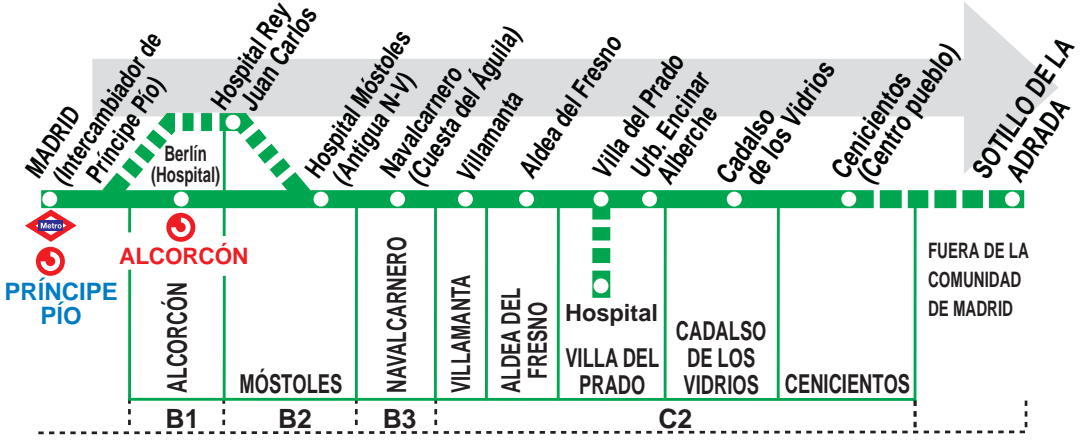 MADRID
(Intercambiador de
Príncipe Pío)
Hospital Rey
Juan Carlos
Hospital Móstoles
(Antigua N-V)
Navalcarnero
(Cuesta del Águila)
Villamanta
Aldea del Fresno
Villa del Prado
Urb. Encinar
Alberche
Cadalso
de los Vidrios
Cenicientos
(Centro pueblo)
SOTILLO DE LA
ADRADA
Berlín
(Hospital)
Metro
PRÍNCIPE
PÍO
ALCORCÓN
Hospital
ALCORCÓN
MÓSTOLES
NAVALCARNERO
VILLAMANTA
ALDEA DEL
FRESNO
VILLA DEL
PRADO
CADALSO
DE LOS
VIDRIOS
CENICIENTOS
FUERA DE LA
COMUNIDAD
DE MADRID
B1
B2
B3
C2